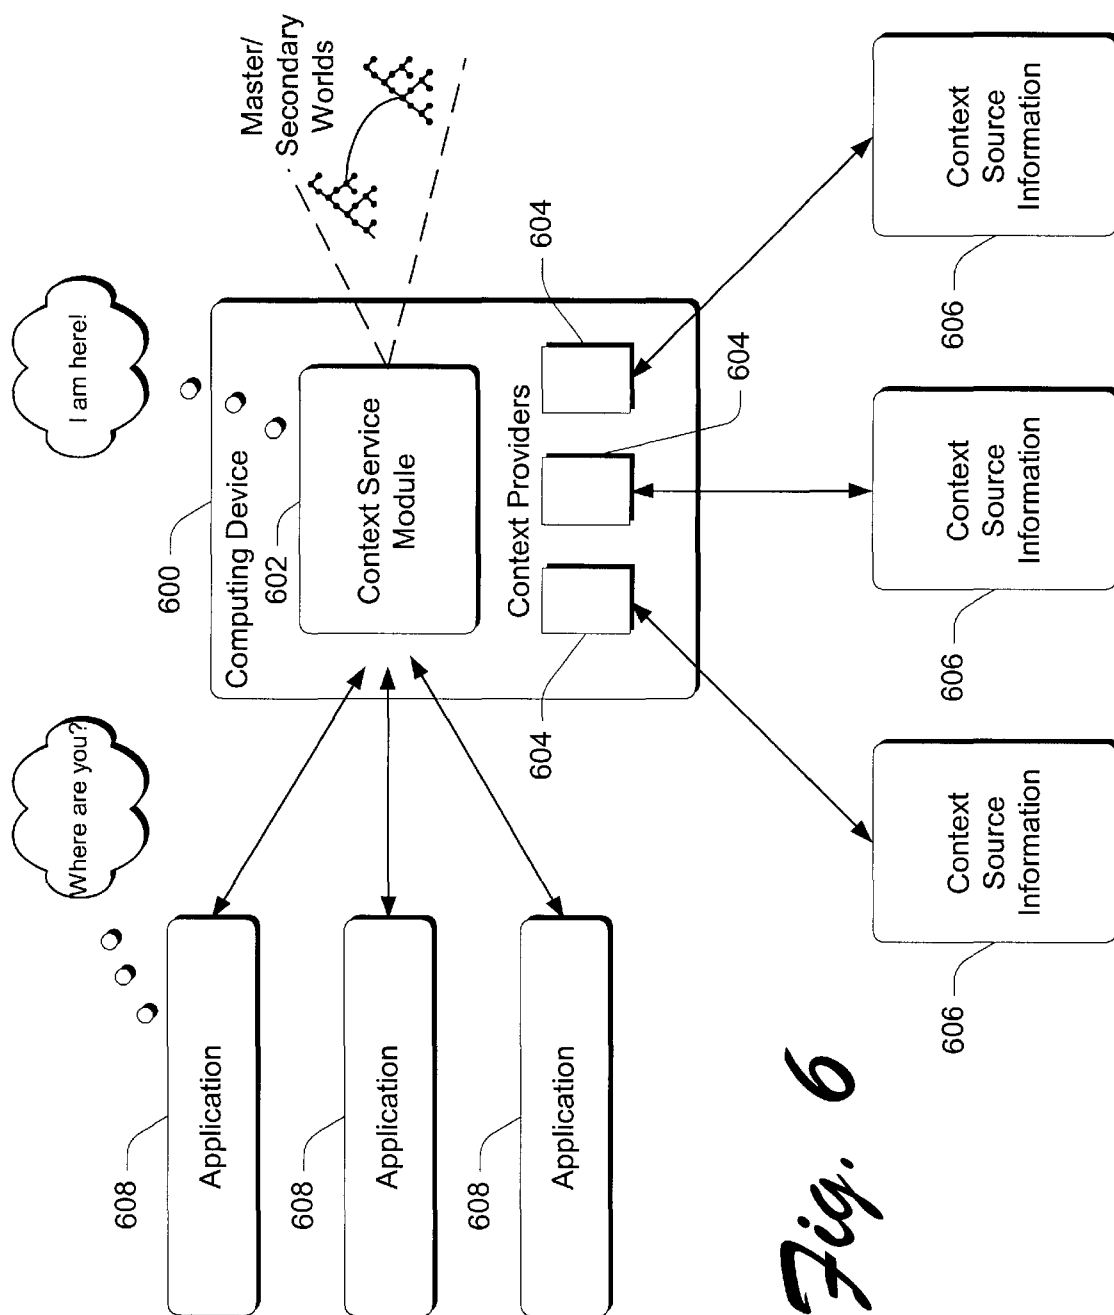 Where are you?
I am here!
Master/
Secondary
Worlds
608
Application
608
Application
608
Application
600
Computing Device
602
Context Service
Module
Context Providers
604
604
604
606
Context
Source
Information
606
Context
Source
Information
606
Context
Source
Information
Fig. 6